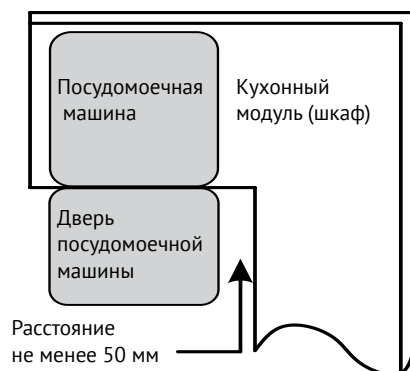 Посудомоечная
машина
Кухонный
модуль (шкаф)
Дверь
посудомоечной
машины
Расстояние
не менее 50 мм